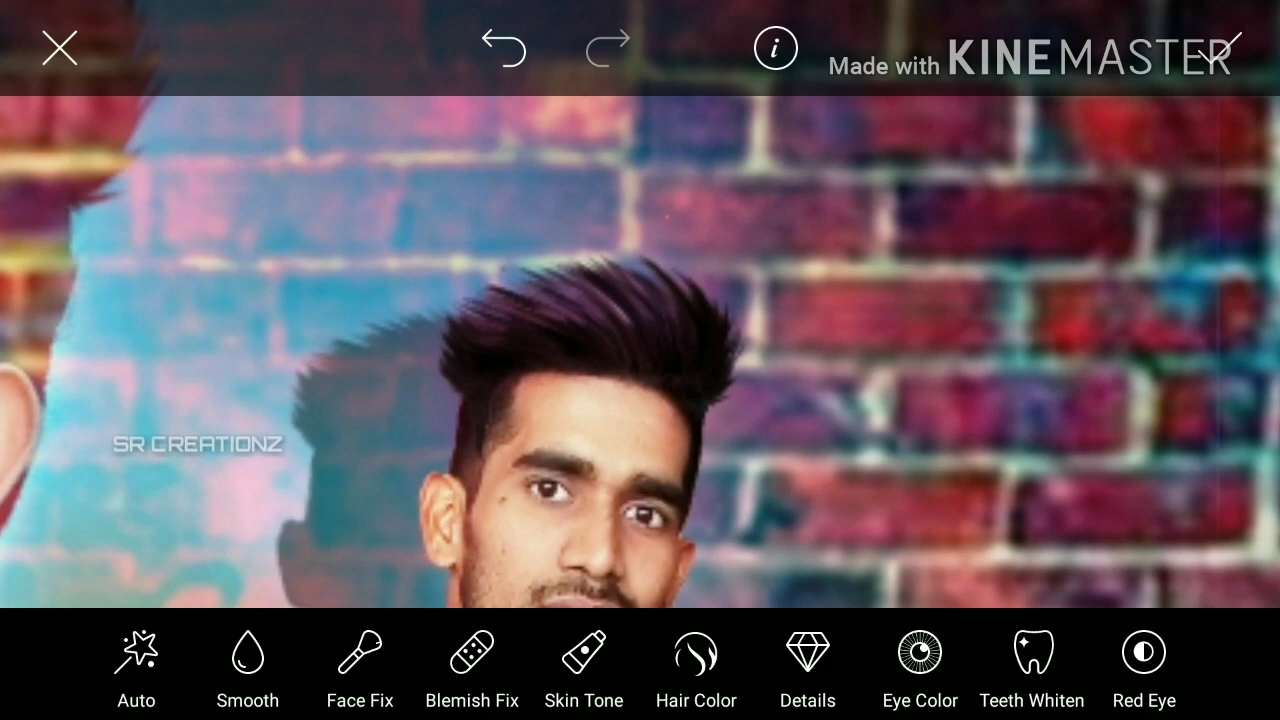 Made with KINEMASTER
SR CREATIONZ
Auto
Smooth
Face Fix
Blemish Fix
Skin Tone
Hair Color
Details
Eye Color
Teeth Whiten
Red Eye